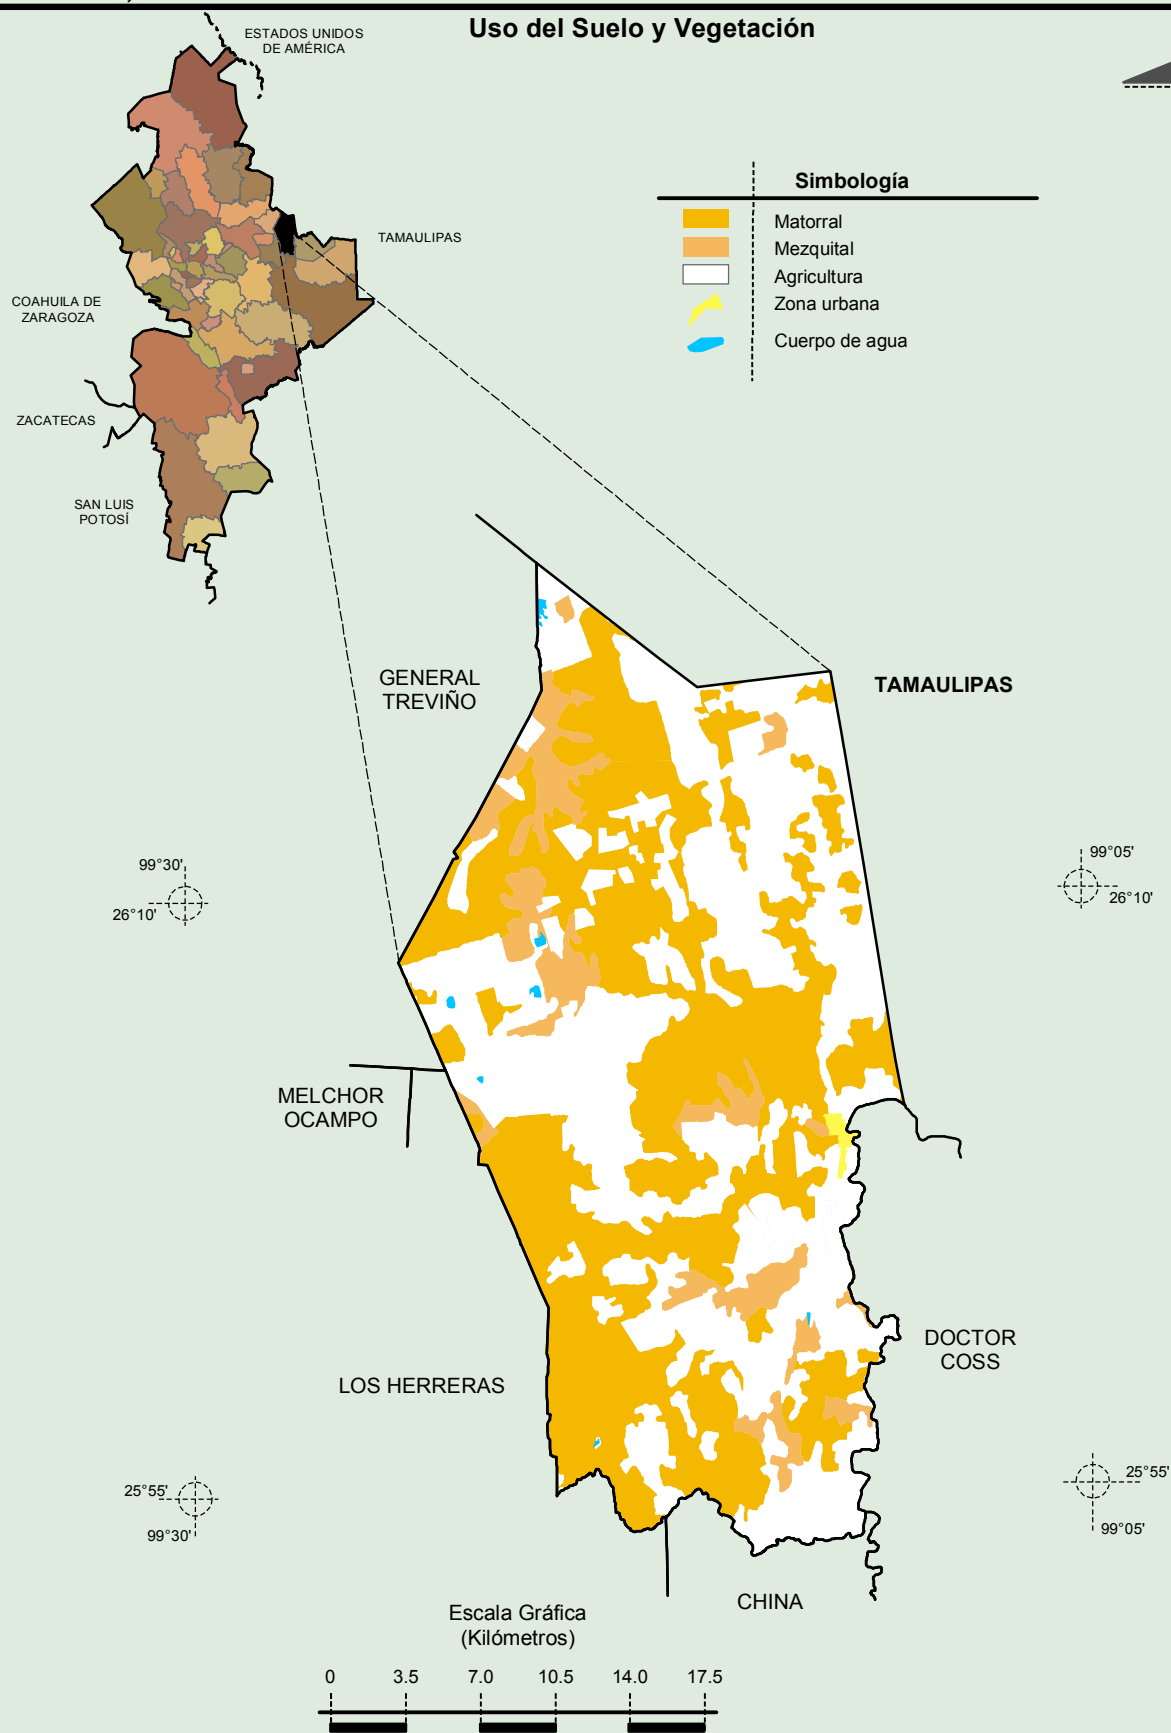 Uso del Suelo y Vegetación
ESTADOS UNIDOS
DE AMÉRICA
TAMAULIPAS
COAHUILA DE
ZARAGOZA
ZACATECAS
SAN LUIS
POTOSÍ
Simbología
Matorral
Mezquital
Agricultura
Zona urbana
Cuerpo de agua
GENERAL
TREVIÑO
TAMAULIPAS
99°30'
26°10'
99°05'
26°10'
MELCHOR
OCAMPO
DOCTOR
COSS
LOS HERRERAS
25°55'
99°30'
25°55'
99°05'
CHINA
Escala Gráfica
(Kilómetros)
0 3.5 7.0 10.5 14.0 17.5